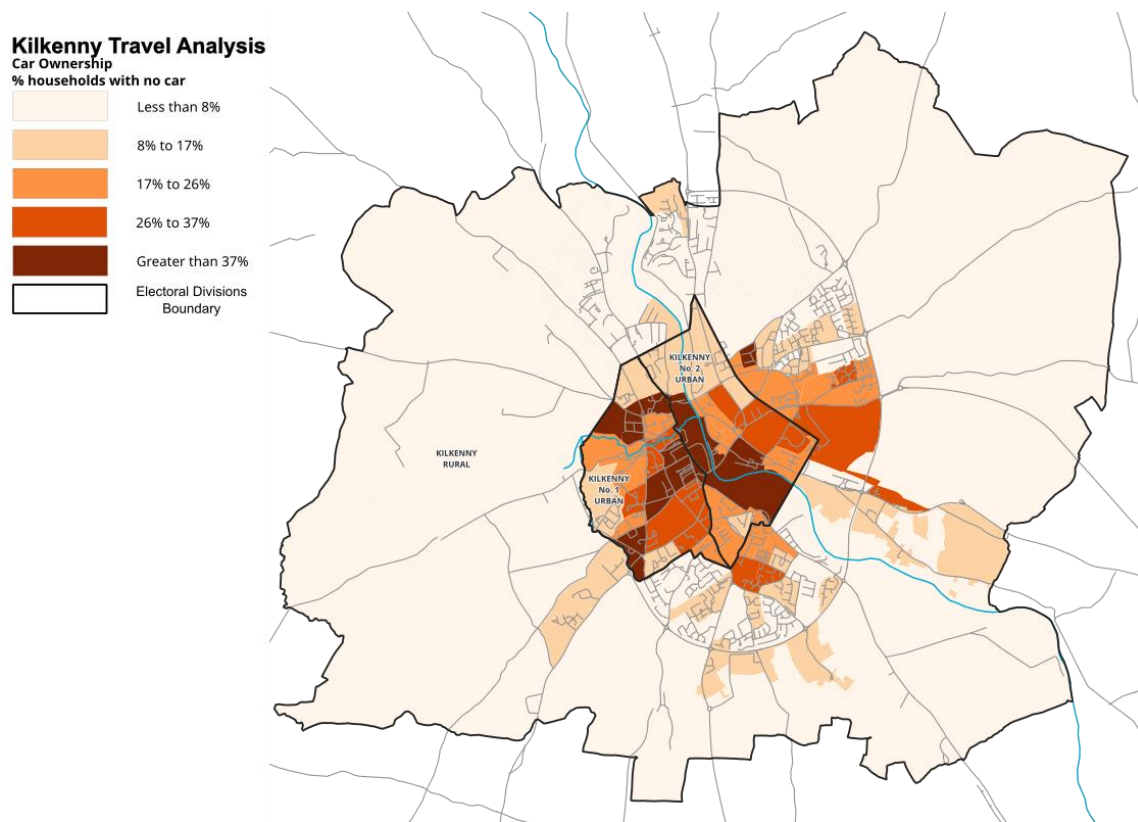 Kilkenny Travel Analysis
Car Ownership
% households with no car
Less than 8%
8% to 17%
17% to 26%
26% to 37%
Greater than 37%
Electoral Divisions
Boundary
KILKENNY
No. 2
URBAN
KILKENNY
RURAL
KILKENNY
No. 1
URBAN